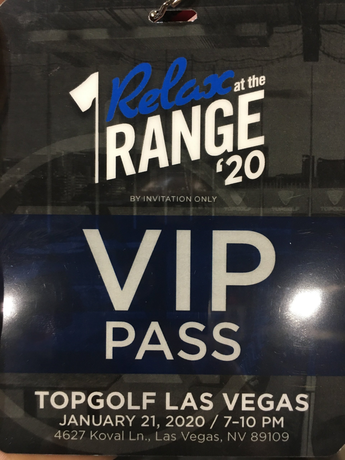 Relax at the
RANGE
'20
BY INVITATION ONLY
VIP
PASS
TOPGOLF LAS VEGAS
JANUARY 21, 2020 / 7–10 PM
4627 Koval Ln., Las Vegas, NV 89109